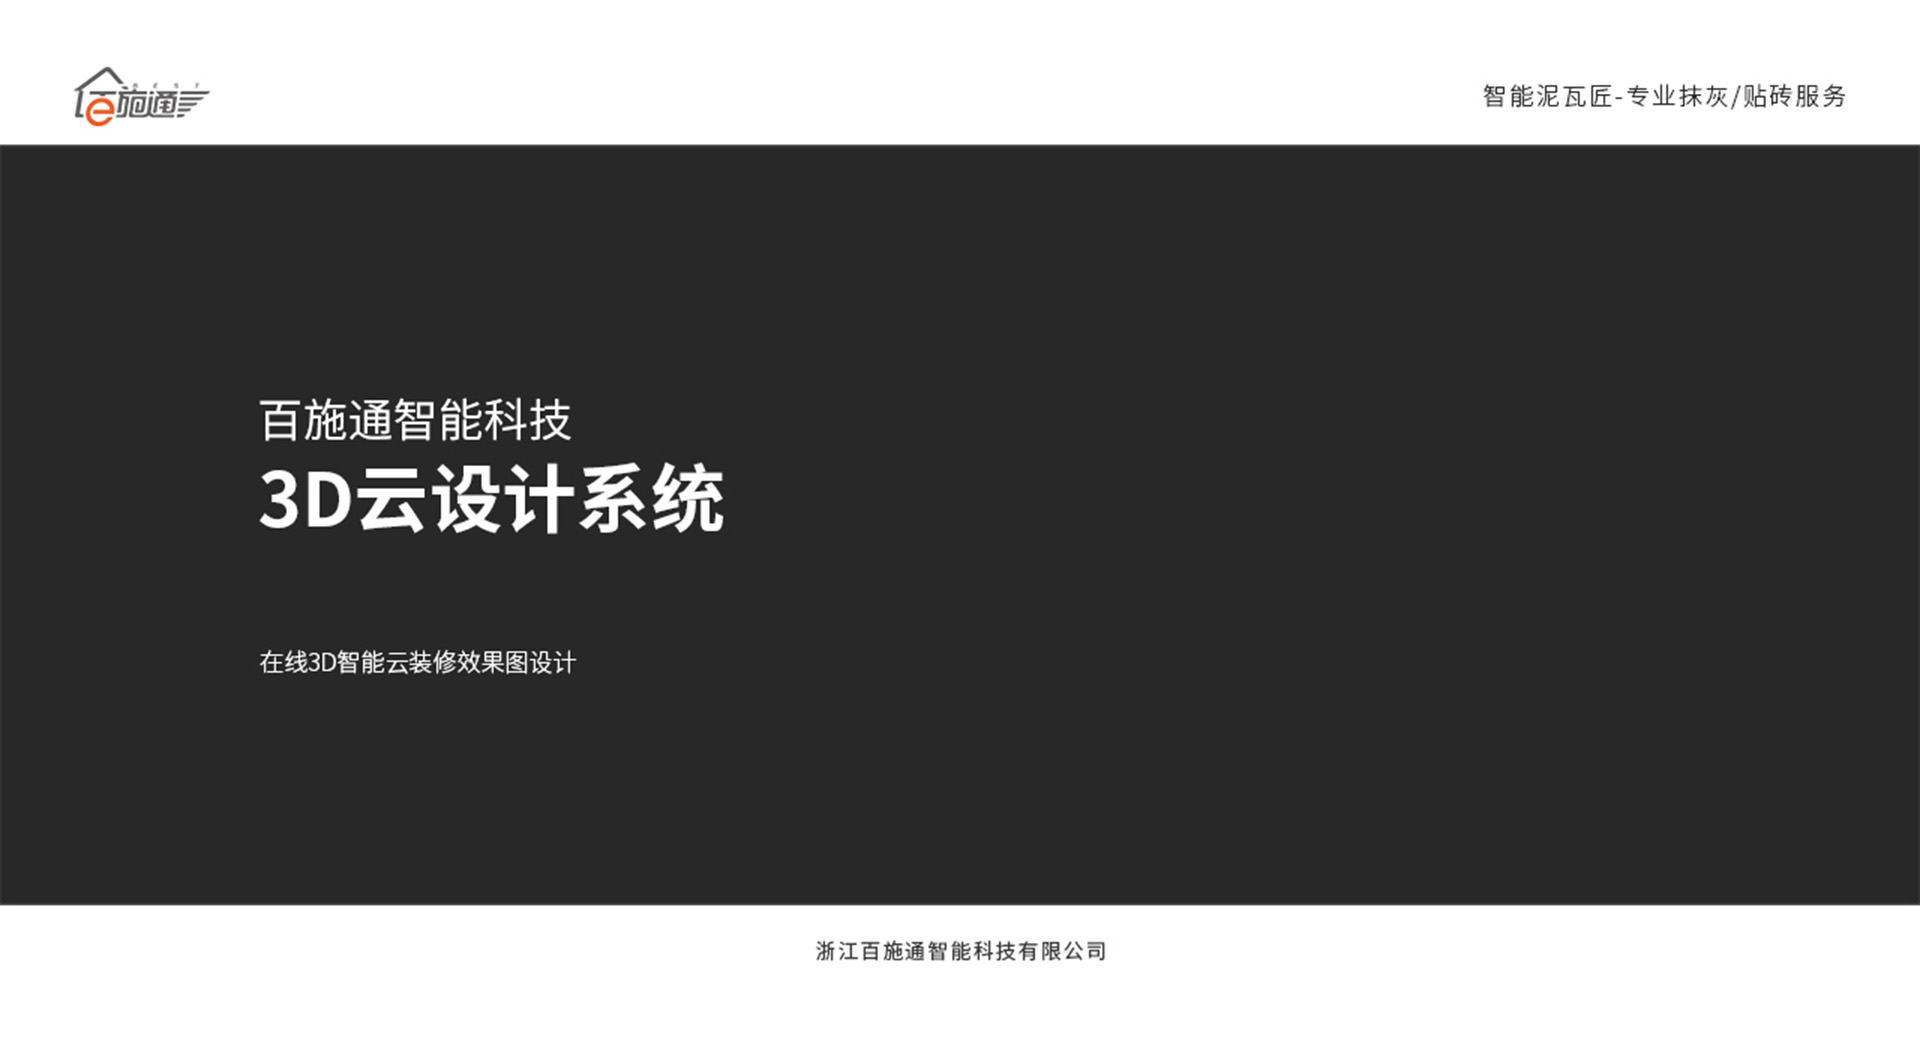 百施通
智能泥瓦匠-专业抹灰/贴砖服务
百施通智能科技
3D云设计系统
在线3D智能云装修效果图设计
浙江百施通智能科技有限公司